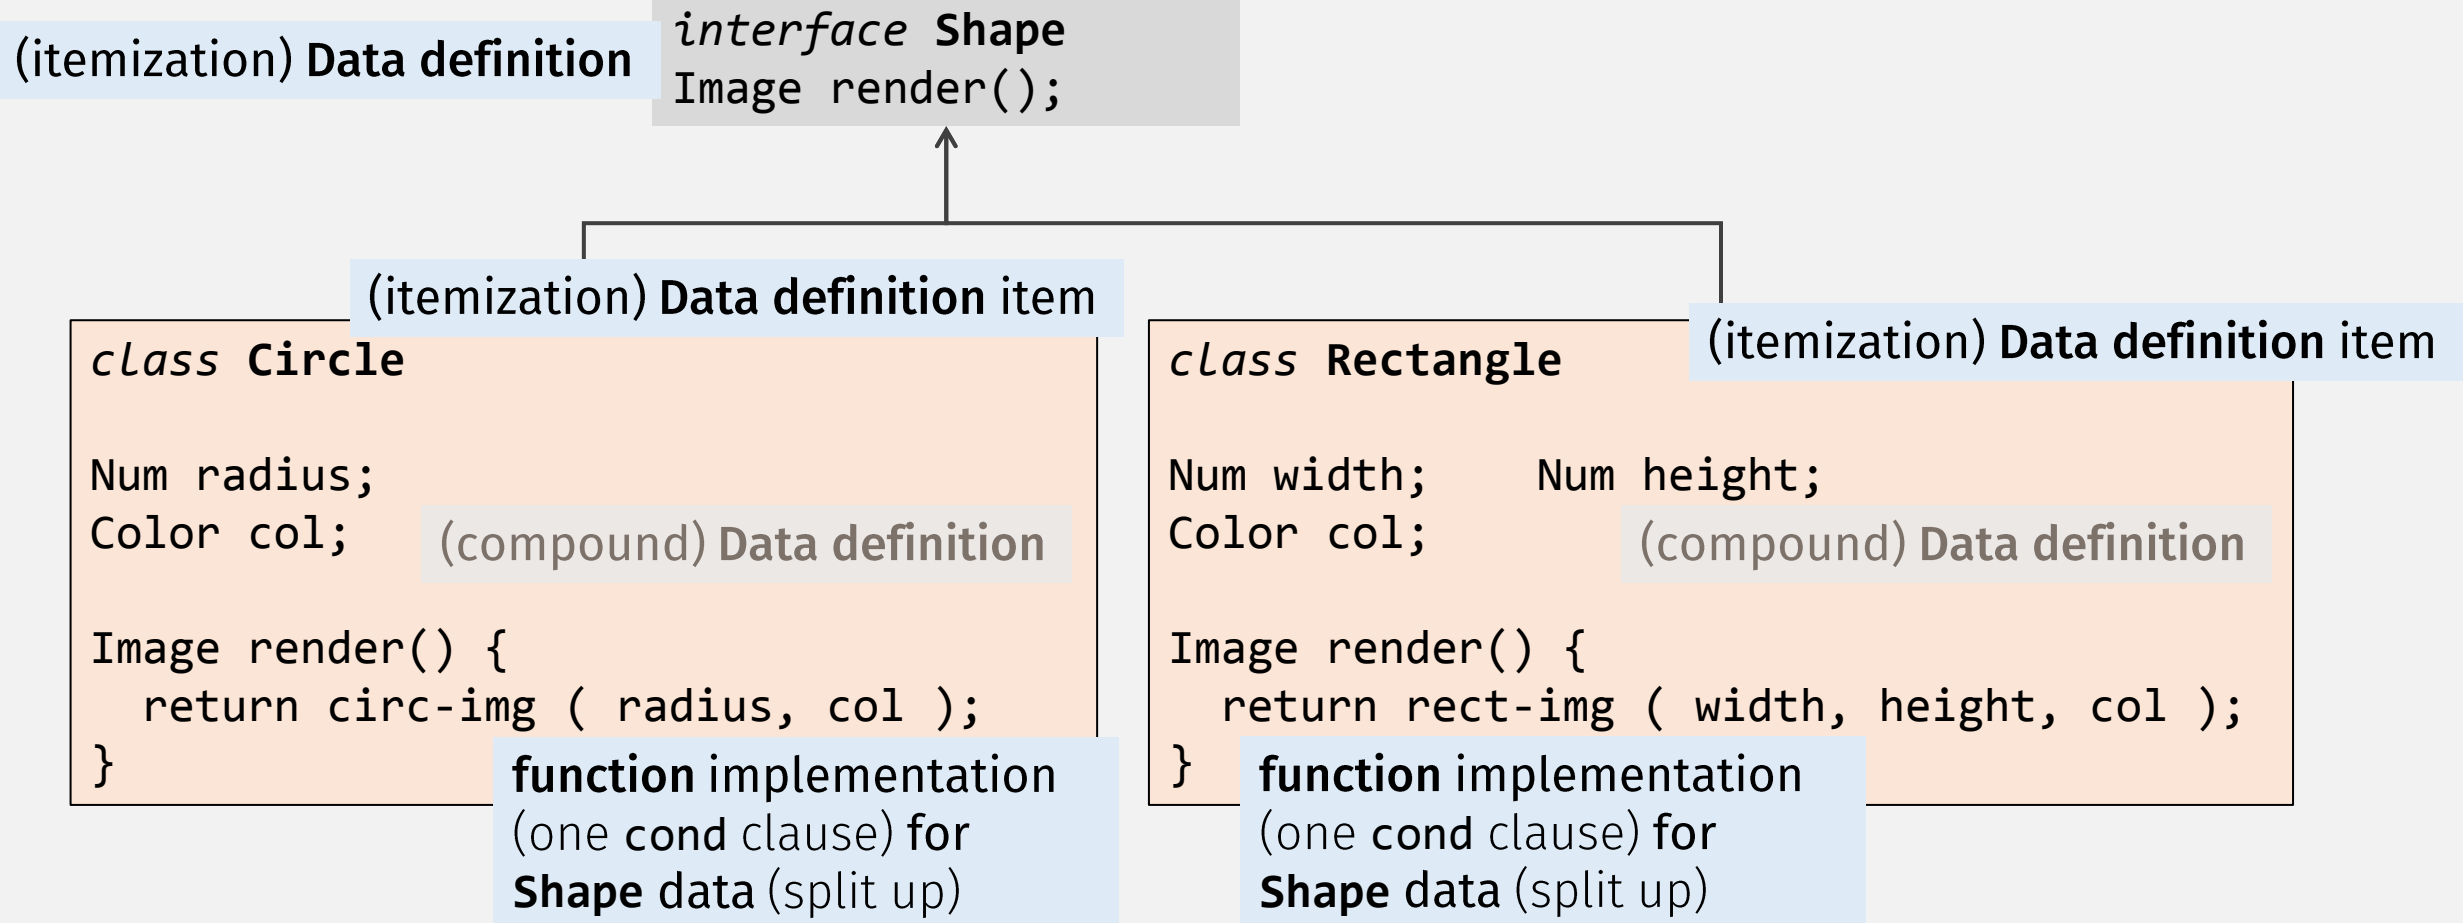 (itemization) Data definition
interface Shape
Image render();
(itemization) Data definition item
class Circle
Num radius;
Color col;
(compound) Data definition
Image render() {
return circ-img ( radius, col );
}
function implementation
(one cond clause) for
Shape data (split up)
(itemization) Data definition item
class Rectangle
Num width;    Num height;
Color col;
(compound) Data definition
Image render() {
return rect-img ( width, height, col );
}
function implementation
(one cond clause) for
Shape data (split up)